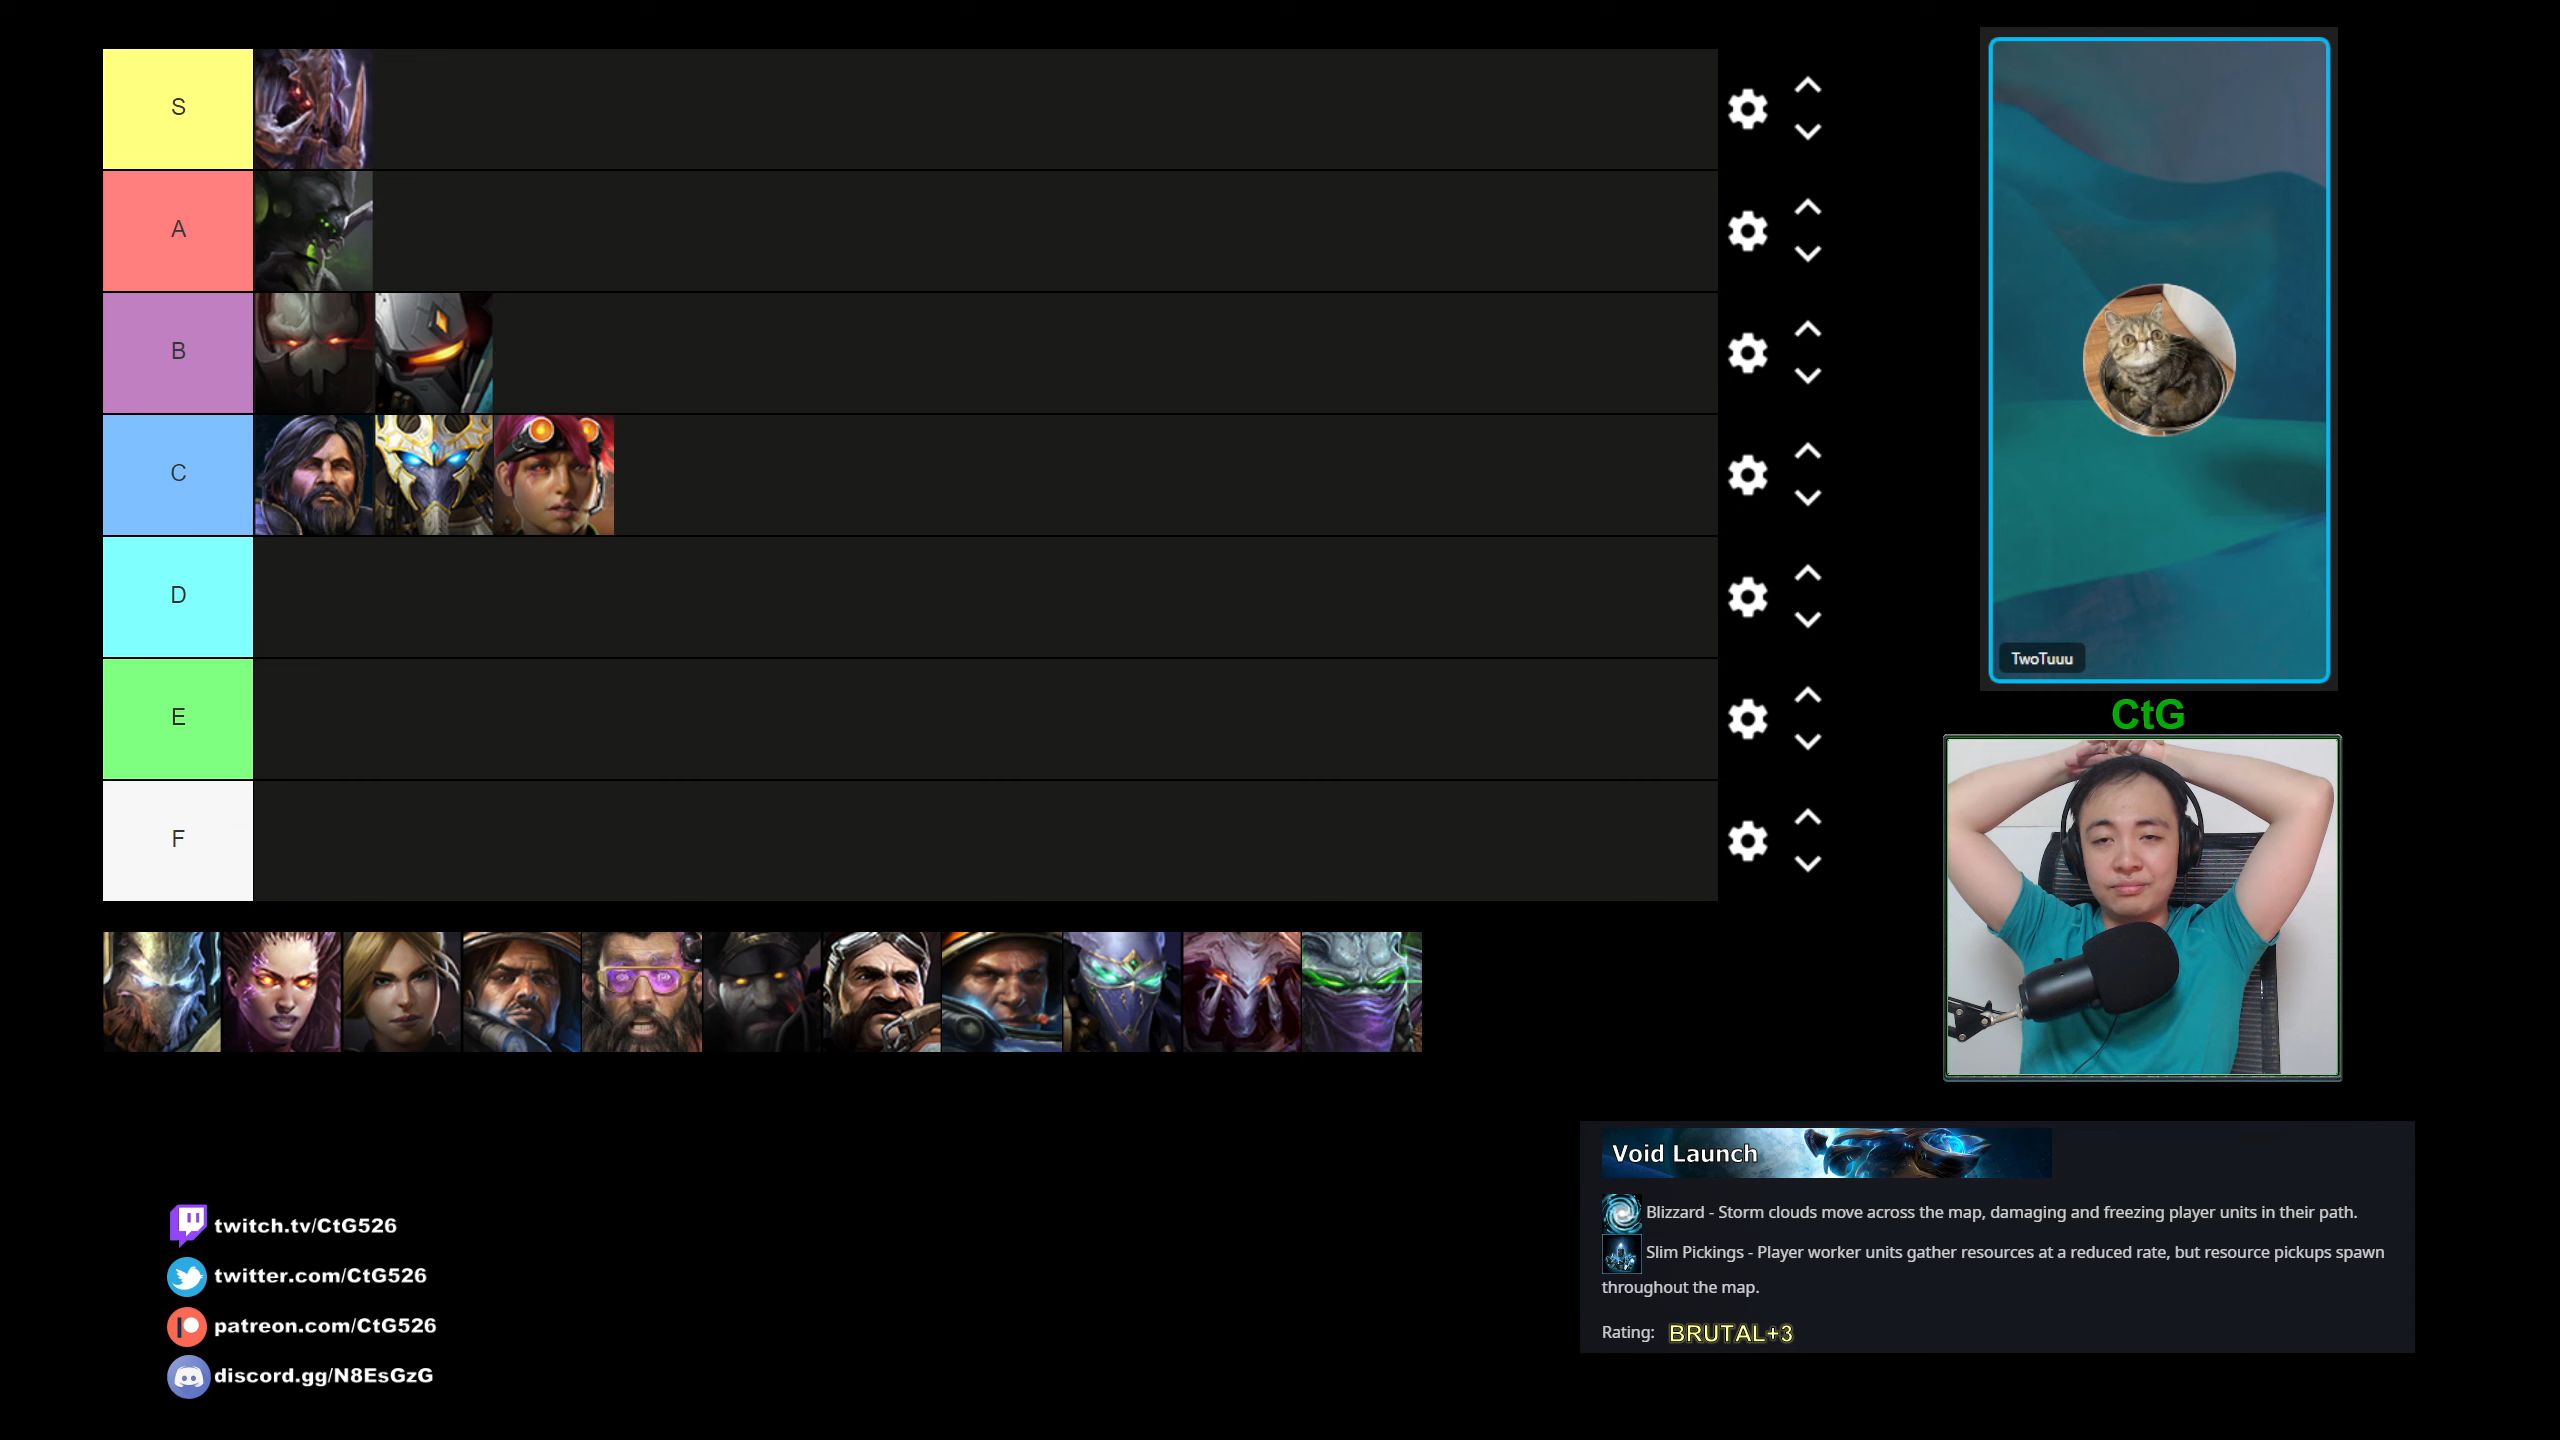 S
A
B
C
D
E
F
TwoTuuu
CtG
Void Launch
Blizzard - Storm clouds move across the map, damaging and freezing player units in their path.
Slim Pickings - Player worker units gather resources at a reduced rate, but resource pickups spawn
throughout the map.
Rating: BRUTAL+3
twitch.tv/CtG526
twitter.com/CtG526
patreon.com/CtG526
discord.gg/N8EsGzG